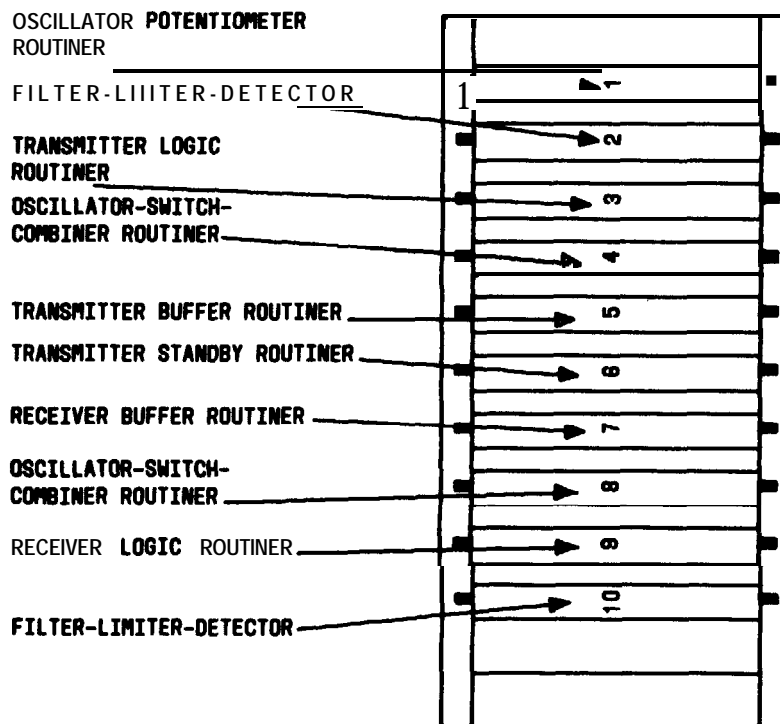 OSCILLATOR POTENTIOMETER
ROUTINER
1
FILTER-LIIITER-DETECTOR
1
2
TRANSMITTER LOGIC
ROUTINER
3
OSCILLATOR-SWITCH-
COMBINER ROUTINER
4
TRANSMITTER BUFFER ROUTINER
5
TRANSMITTER STANDBY ROUTINER
6
RECEIVER BUFFER ROUTINER
7
OSCILLATOR-SWITCH-
COMBINER ROUTINER
8
RECEIVER LOGIC ROUTINER
9
10
FILTER-LIMITER-DETECTOR